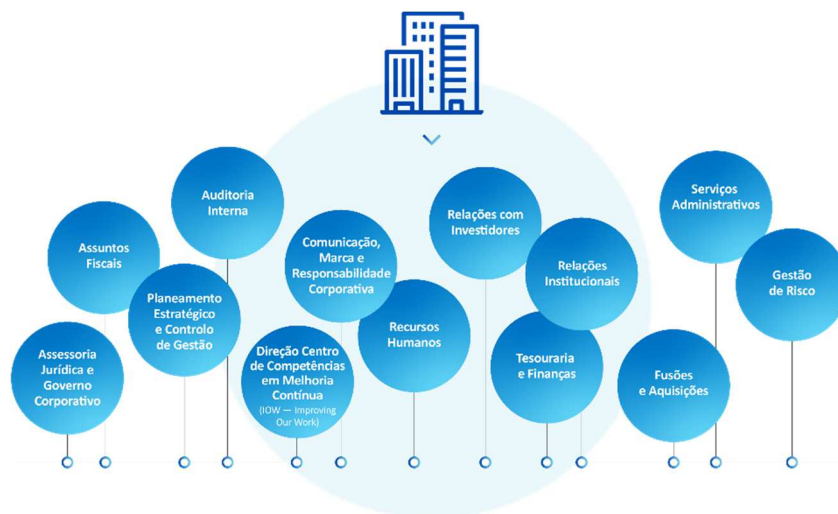 Assessoria
Jurídica e
Governo
Corporativo
Assuntos
Fiscais
Planeamento
Estratégico
e Controlo
de Gestão
Auditoria
Interna
Direção Centro
de Competências
em Melhoria
Contínua
(IOW — Improving
Our Work)
Comunicação,
Marca e
Responsabilidade
Corporativa
Recursos
Humanos
Relações com
Investidores
Tesouraria
e Finanças
Relações
Institucionais
Fusões
e Aquisições
Serviços
Administrativos
Gestão
de Risco